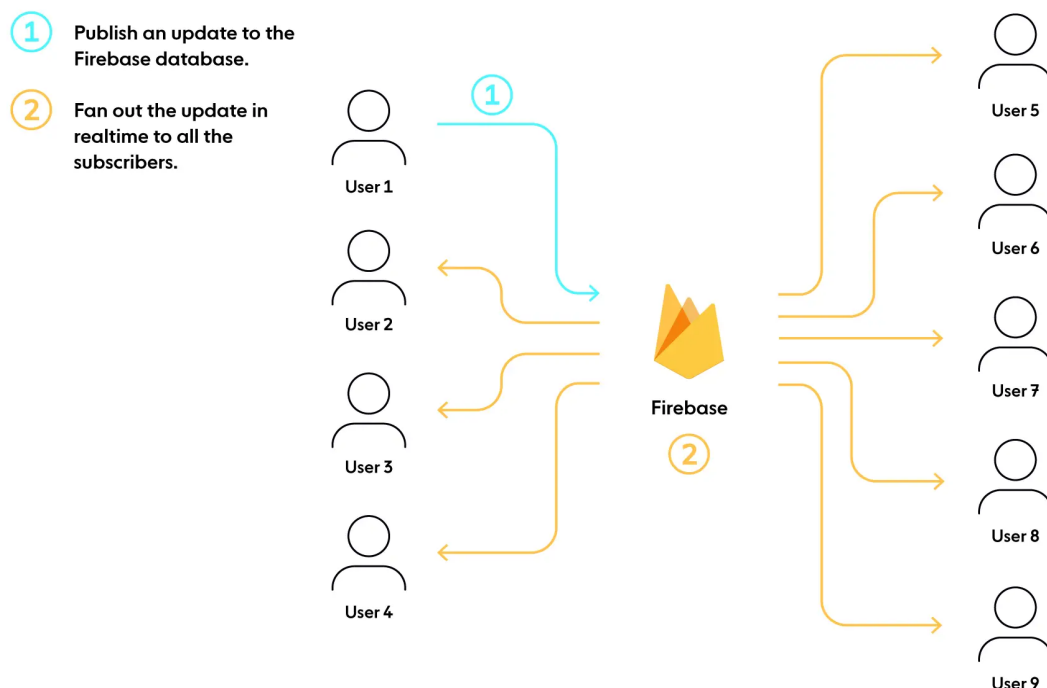 1
Publish an update to the
Firebase database.
2
Fan out the update in
realtime to all the
subscribers.
1
User 1
User 2
User 3
User 4
Firebase
2
User 5
User 6
User 7
User 8
User 9